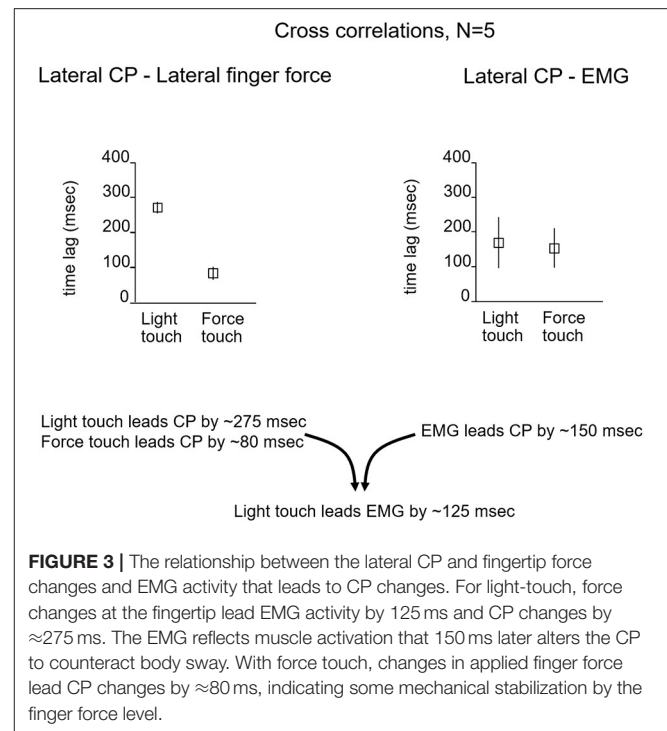 Cross correlations, N=5
Lateral CP - Lateral finger force
Lateral CP - EMG
time lag (msec)
400
300
200
100
0
Light
touch
Force
touch
time lag (msec)
400
300
200
100
0
Light
touch
Force
touch
Light touch leads CP by ~275 msec
Force touch leads CP by ~80 msec
EMG leads CP by ~150 msec
Light touch leads EMG by ~125 msec
FIGURE 3 | The relationship between the lateral CP and fingertip force
changes and EMG activity that leads to CP changes. For light-touch, force
changes at the fingertip lead EMG activity by 125 ms and CP changes by
≈275 ms. The EMG reflects muscle activation that 150 ms later alters the CP
to counteract body sway. With force touch, changes in applied finger force
lead CP changes by ≈80 ms, indicating some mechanical stabilization by the
finger force level.